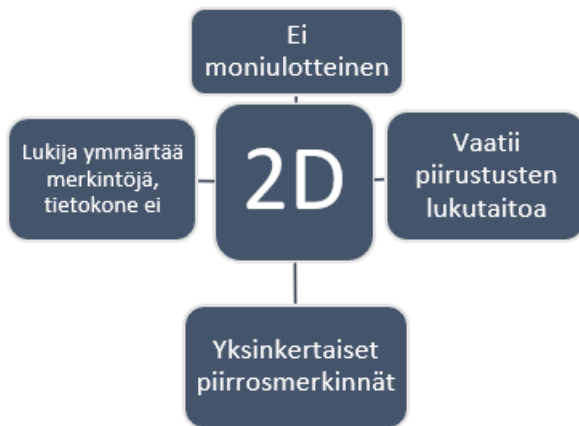 Ei
moniulotteinen
Lukija ymmärtää
merkintöjä,
tietokone ei
2D
Vaatii
piirustusten
lukutaitoa
Yksinkertaiset
piirrosmerkinnät